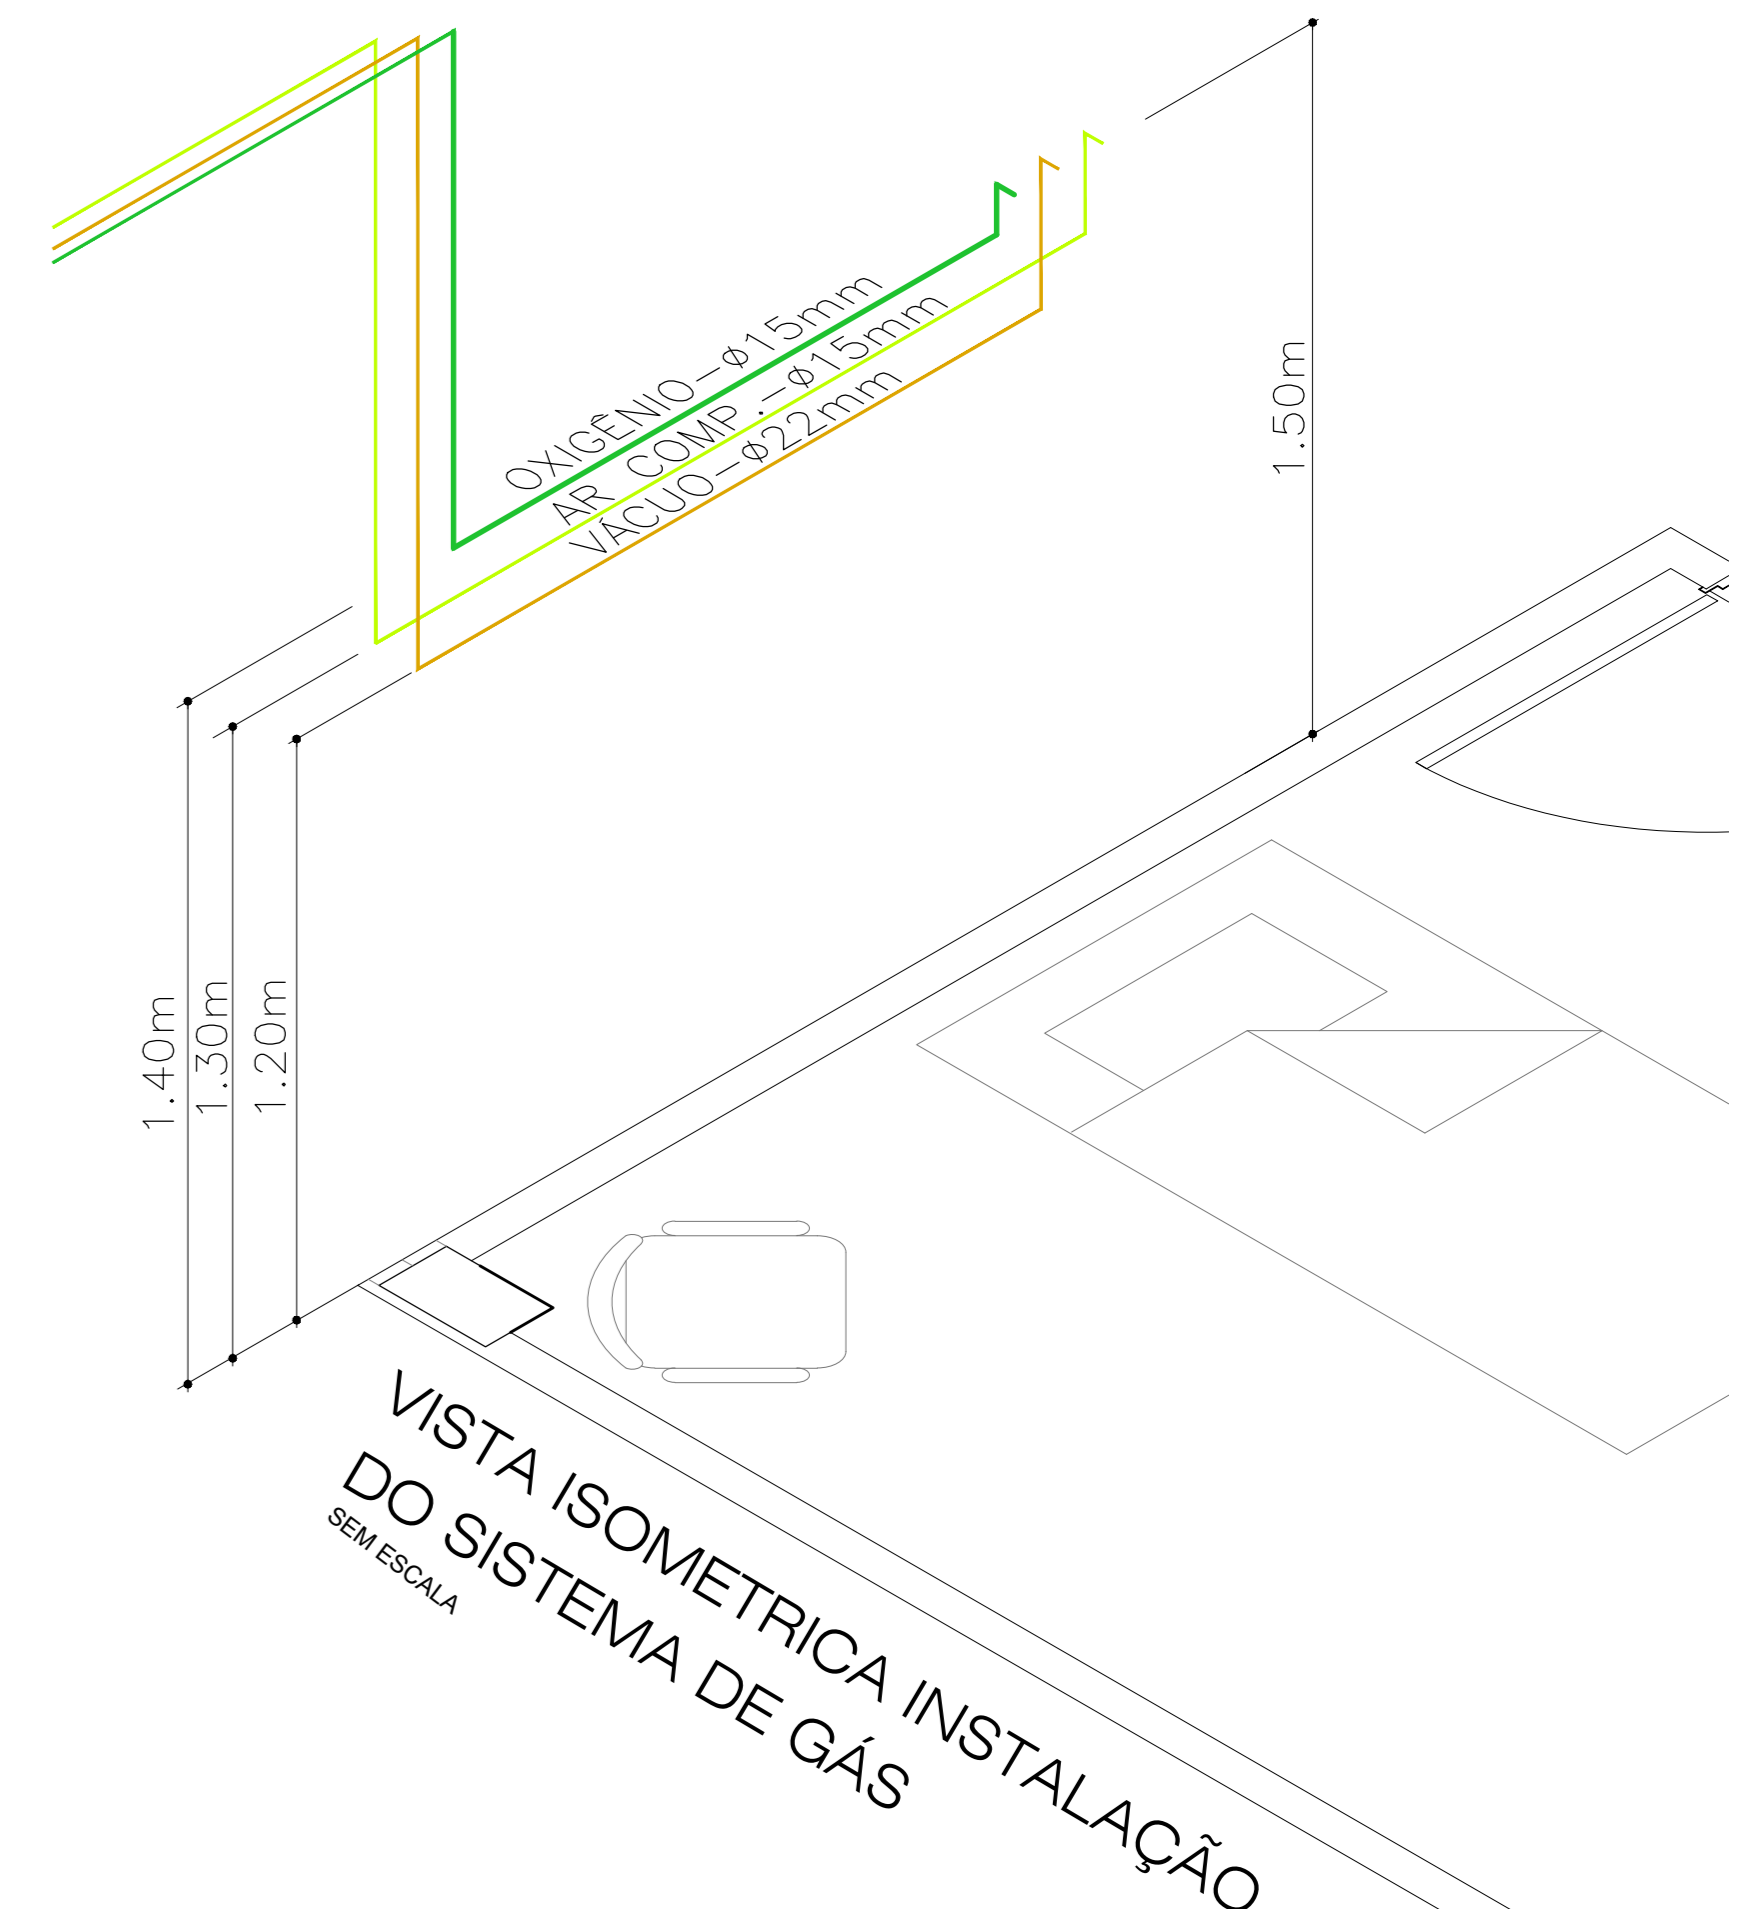 OXIGÊNIO-ø15mm
AR COMP.-ø15mm
VÁCUO-ø22mm
1.50m
1.40m
1.30m
1.20m
VISTA ISOMETRICA INSTALAÇÃO
DO SISTEMA DE GÁS
SEM ESCALA